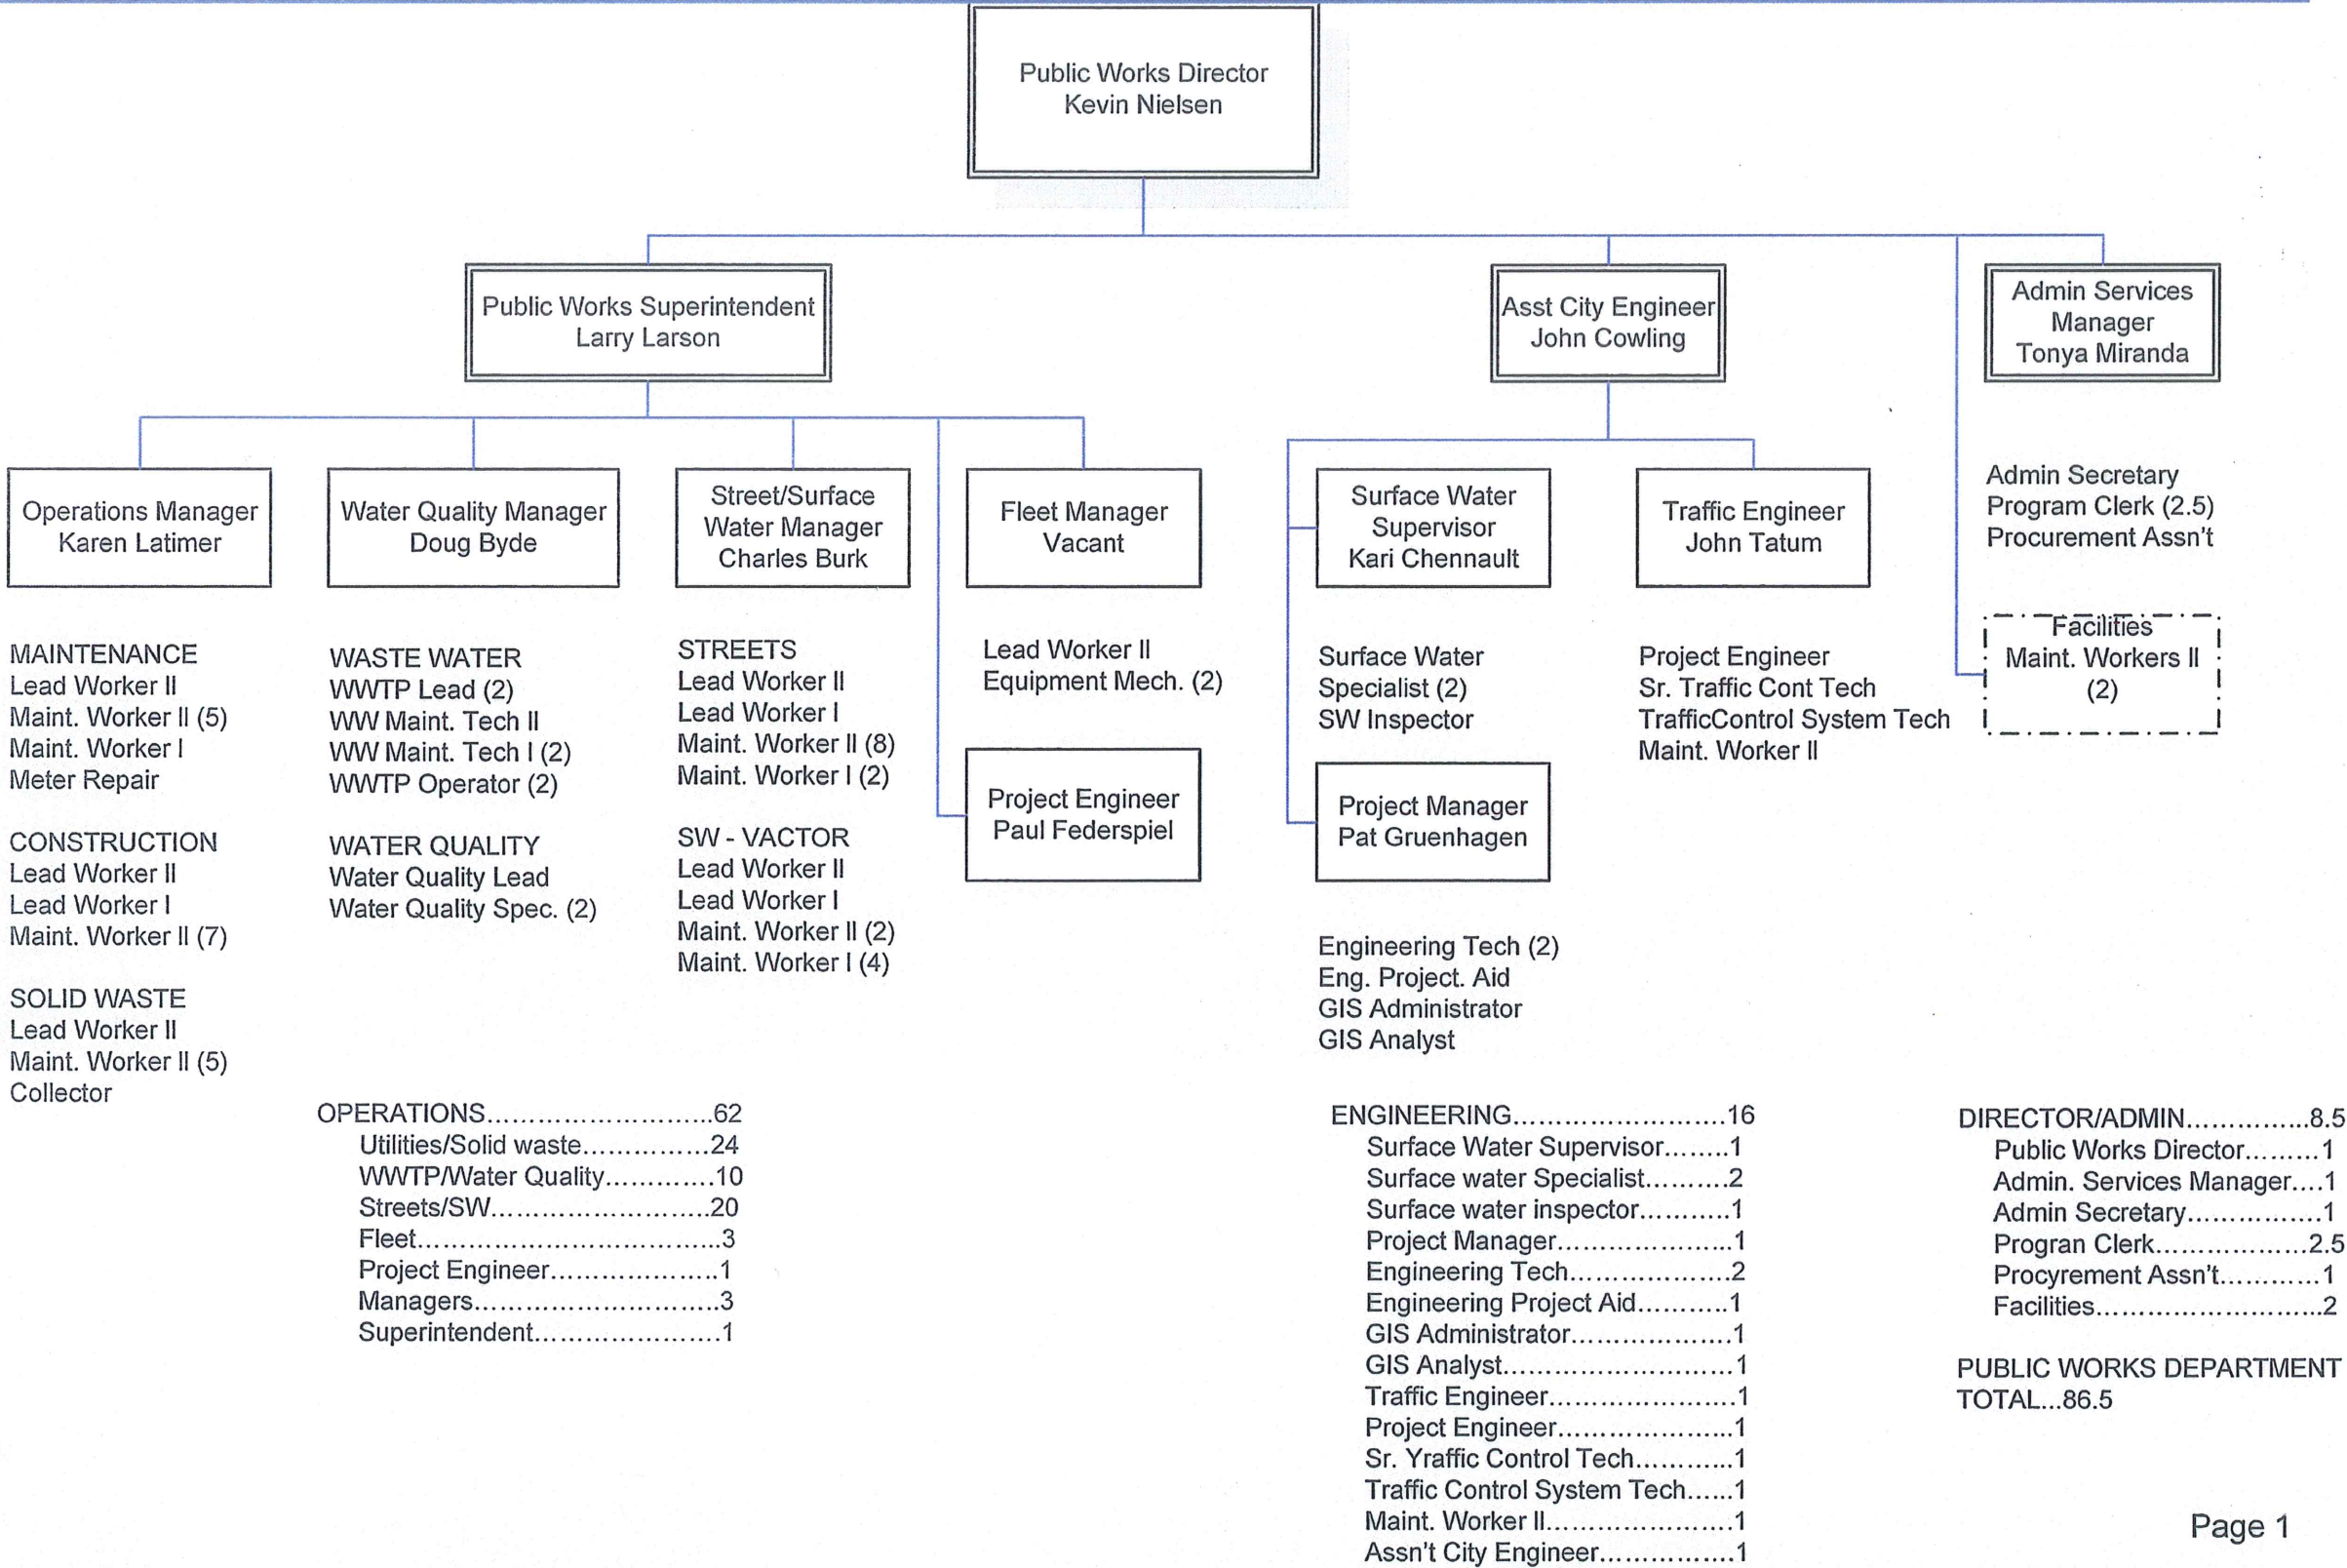 Public Works Director
Kevin Nielsen
Public Works Superintendent
Larry Larson
Asst City Engineer
John Cowling
Admin Services
Manager
Tonya Miranda
Operations Manager
Karen Latimer
Water Quality Manager
Doug Byde
Street/Surface
Water Manager
Charles Burk
Fleet Manager
Vacant
Surface Water
Supervisor
Kari Chennault
Traffic Engineer
John Tatum
Admin Secretary
Program Clerk (2.5)
Procurement Assn't
Facilities
Maint. Workers II
(2)
MAINTENANCE
Lead Worker II
Maint. Worker II (5)
Maint. Worker I
Meter Repair
CONSTRUCTION
Lead Worker II
Lead Worker I
Maint. Worker II (7)
SOLID WASTE
Lead Worker II
Maint. Worker II (5)
Collector
WASTE WATER
WWTP Lead (2)
WW Maint. Tech II
WW Maint. Tech I (2)
WWTP Operator (2)
WATER QUALITY
Water Quality Lead
Water Quality Spec. (2)
STREETS
Lead Worker II
Lead Worker I
Maint. Worker II (8)
Maint. Worker I (2)
SW - VACTOR
Lead Worker II
Lead Worker I
Maint. Worker II (2)
Maint. Worker I (4)
Lead Worker II
Equipment Mech. (2)
Project Engineer
Paul Federspiel
Surface Water
Specialist (2)
SW Inspector
Project Manager
Pat Gruenhagen
Engineering Tech (2)
Eng. Project. Aid
GIS Administrator
GIS Analyst
Project Engineer
Sr. Traffic Cont Tech
TrafficControl System Tech
Maint. Worker II
OPERATIONS........................62
Utilities/Solid waste..............24
WWTP/Water Quality.............10
Streets/SW........................20
Fleet..................................3
Project Engineer...................1
Managers...........................3
Superintendent.....................1
ENGINEERING........................16
Surface Water Supervisor........1
Surface water Specialist..........2
Surface water inspector...........1
Project Manager....................1
Engineering Tech..................2
Engineering Project Aid...........1
GIS Administrator..................1
GIS Analyst..........................1
Traffic Engineer.....................1
Project Engineer....................1
Sr. Yraffic Control Tech............1
Traffic Control System Tech......1
Maint. Worker II.....................1
Assn't City Engineer...............1
DIRECTOR/ADMIN...............8.5
Public Works Director.........1
Admin. Services Manager....1
Admin Secretary...............1
Progran Clerk.................2.5
Procyrement Assn't............1
Facilities.........................2
PUBLIC WORKS DEPARTMENT
TOTAL...86.5
Page 1